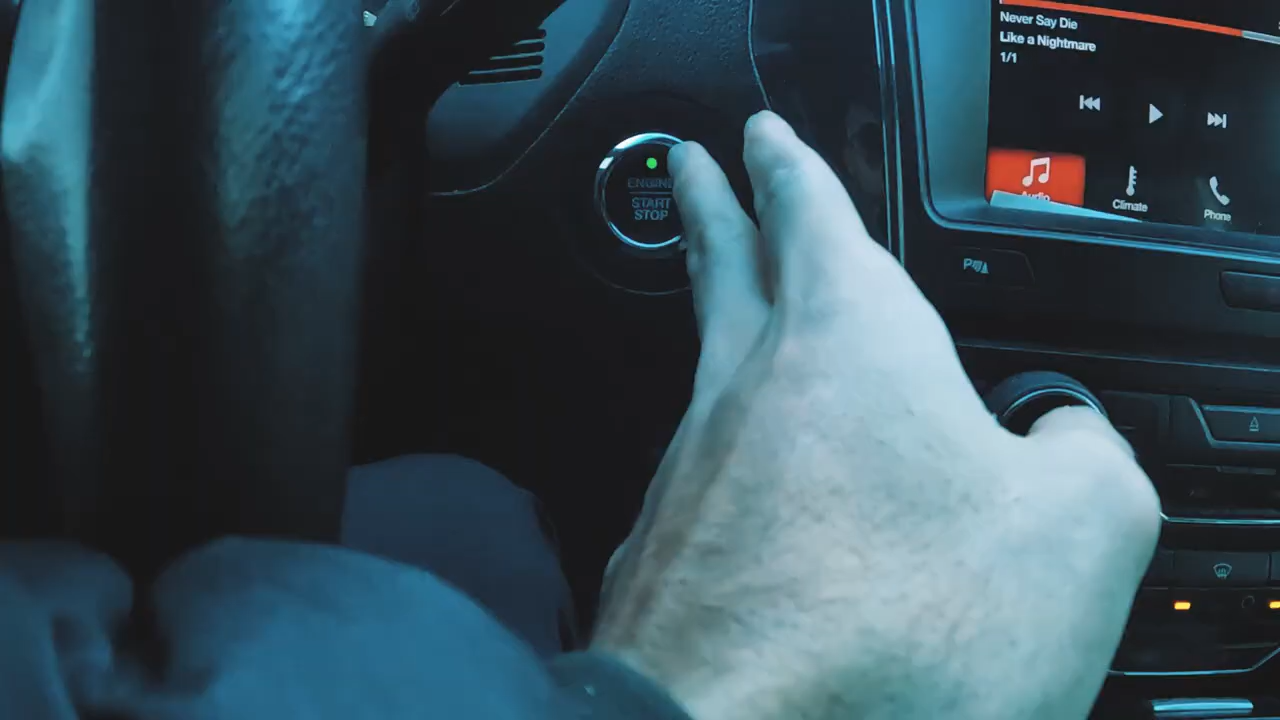 Never Say Die
Like a Nightmare
1/1
Audio
Climate
Phone
ENGINE
START
STOP
P